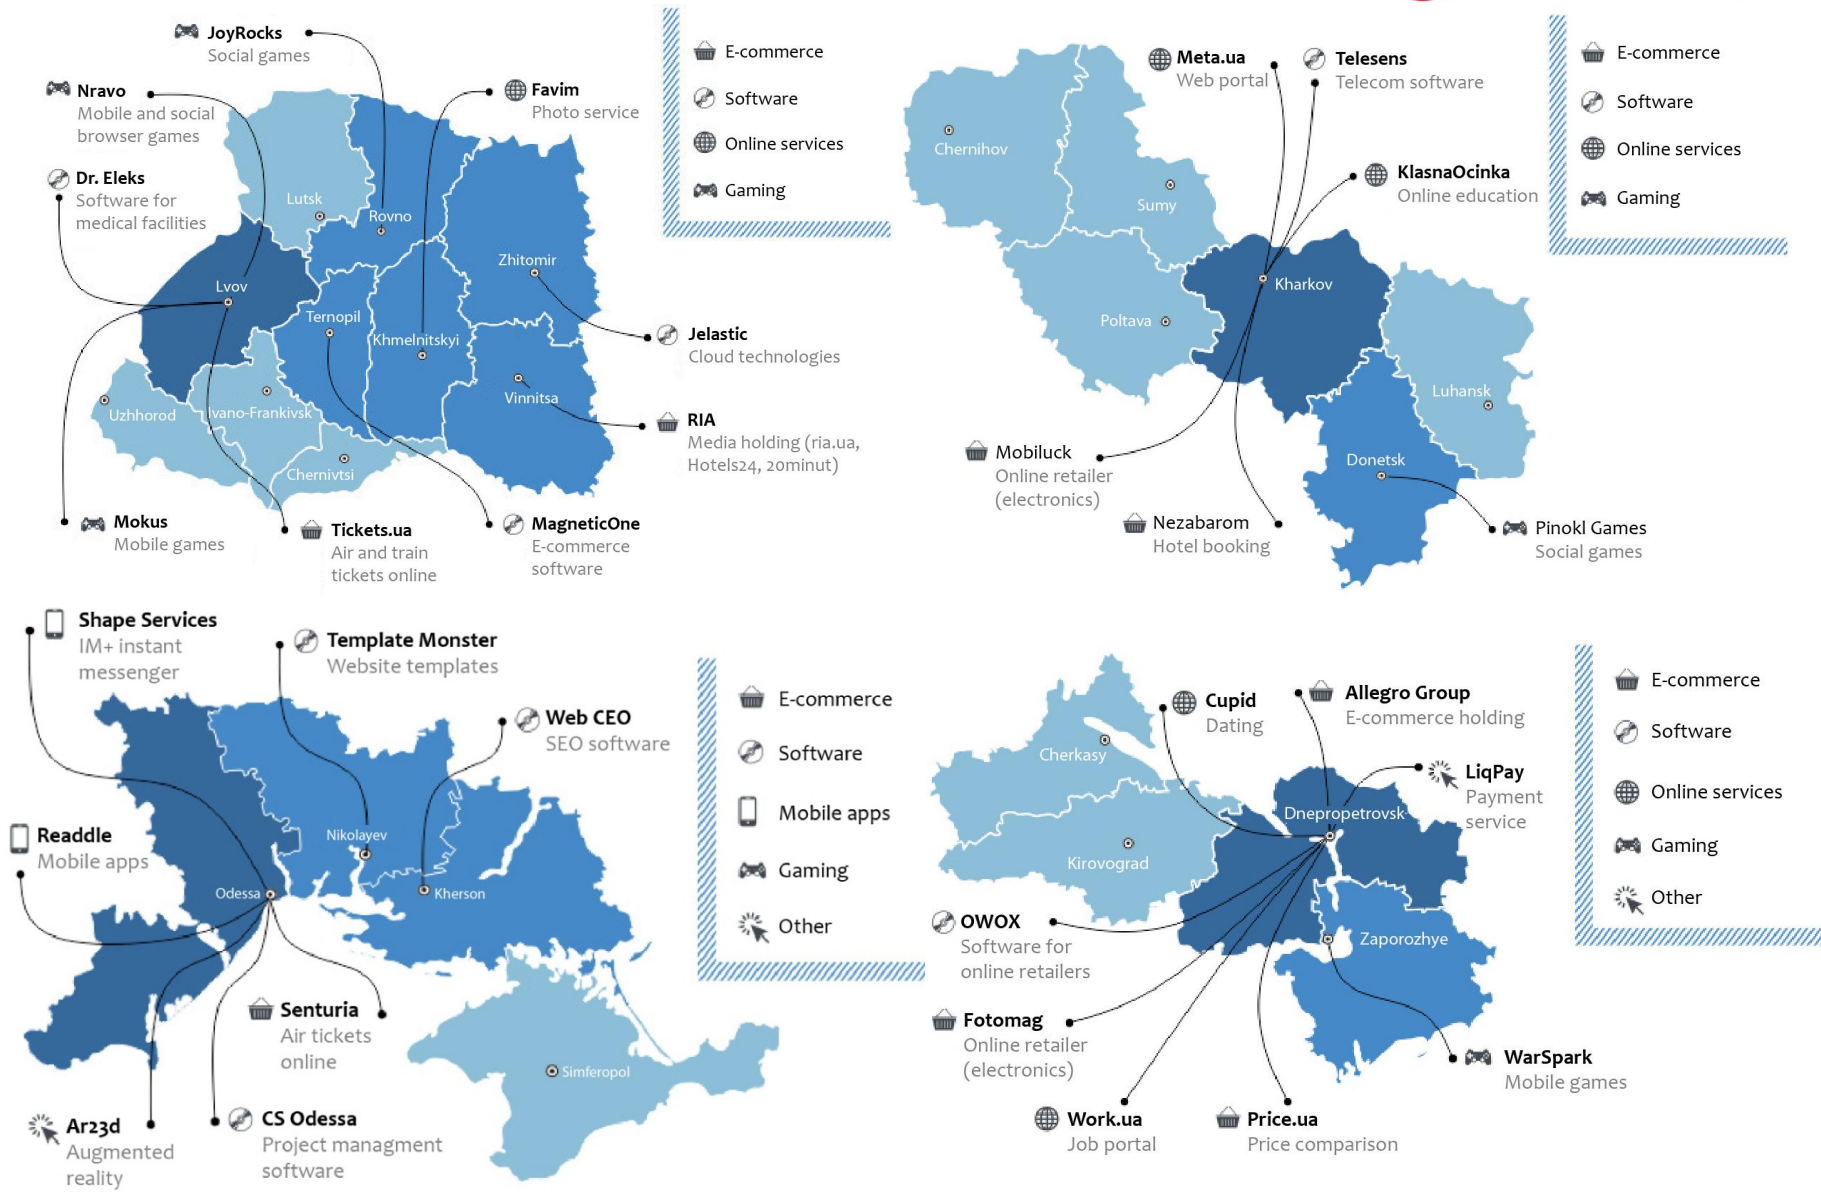 JoyRocks
Social games
Nravo
Mobile and social
browser games
Favim
Photo service
Dr. Eleks
Software for
medical facilities
Lutsk
Rovno
Zhitomir
Lvov
Ternopil
Khmelnitskyi
Vinnitsa
Uzhhorod
Ivano-Frankivsk
Chernivtsi
Jelastic
Cloud technologies
RIA
Media holding (ria.ua,
Hotels24, 20minut)
Mokus
Mobile games
Tickets.ua
Air and train
tickets online
MagneticOne
E-commerce
software
E-commerce
Software
Online services
Gaming
Meta.ua
Web portal
Telesens
Telecom software
KlasnaOcinka
Online education
Chernihov
Sumy
Kharkov
Poltava
Luhansk
Donetsk
Mobiluck
Online retailer
(electronics)
Nezabarom
Hotel booking
Pinokl Games
Social games
E-commerce
Software
Online services
Gaming
Shape Services
IM+ instant
messenger
Template Monster
Website templates
Web CEO
SEO software
Readdle
Mobile apps
Nikolayev
Odessa
Kherson
Senturia
Air tickets
online
Simferopol
Ar23d
Augmented
reality
CS Odessa
Project managment
software
E-commerce
Software
Mobile apps
Gaming
Other
Cupid
Dating
Allegro Group
E-commerce holding
LiqPay
Payment
service
Cherkasy
Dnepropetrovsk
Kirovograd
Zaporozhye
OWOX
Software for
online retailers
Fotomag
Online retailer
(electronics)
Work.ua
Job portal
Price.ua
Price comparison
WarSpark
Mobile games
E-commerce
Software
Online services
Gaming
Other